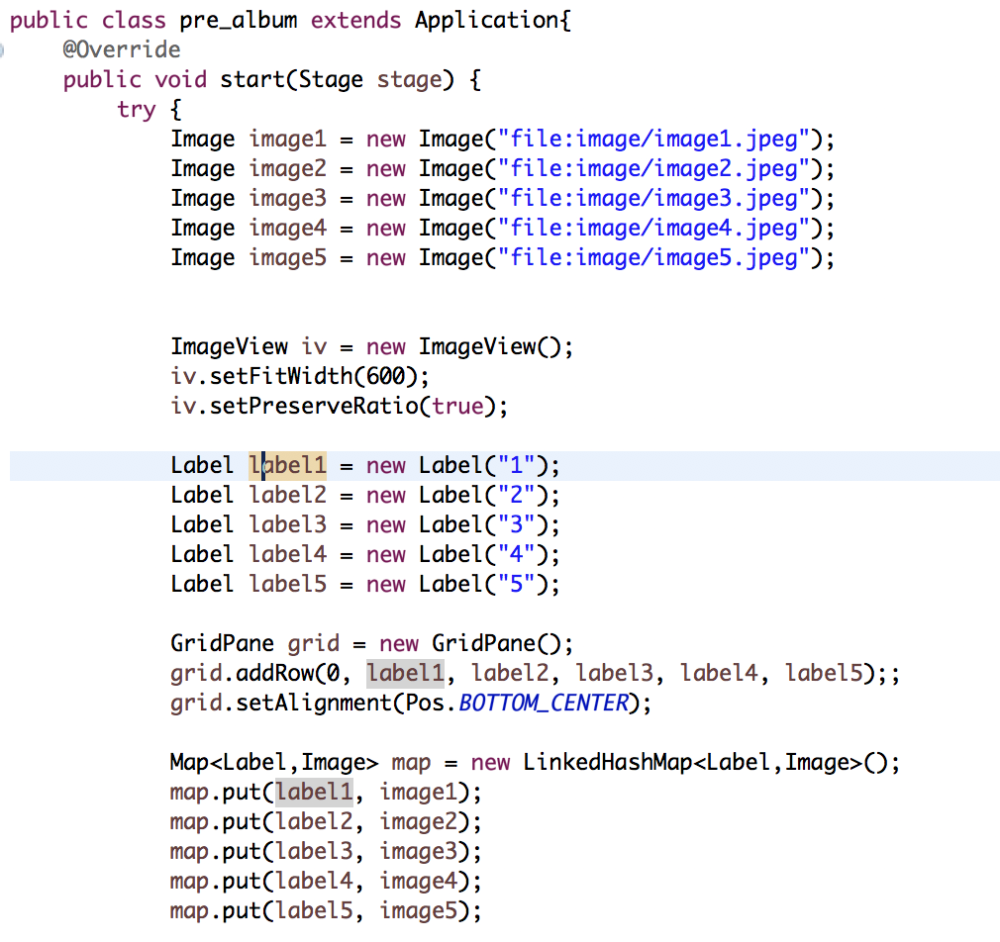 public class pre_album extends Application{
    @Override
    public void start(Stage stage) {
        try {
            Image image1 = new Image("file:image/image1.jpeg");
            Image image2 = new Image("file:image/image2.jpeg");
            Image image3 = new Image("file:image/image3.jpeg");
            Image image4 = new Image("file:image/image4.jpeg");
            Image image5 = new Image("file:image/image5.jpeg");
            ImageView iv = new ImageView();
            iv.setFitWidth(600);
            iv.setPreserveRatio(true);
            Label label1 = new Label("1");
            Label label2 = new Label("2");
            Label label3 = new Label("3");
            Label label4 = new Label("4");
            Label label5 = new Label("5");
            GridPane grid = new GridPane();
            grid.addRow(0, label1, label2, label3, label4, label5);;
            grid.setAlignment(Pos.BOTTOM_CENTER);
            Map<Label,Image> map = new LinkedHashMap<Label,Image>();
            map.put(label1, image1);
            map.put(label2, image2);
            map.put(label3, image3);
            map.put(label4, image4);
            map.put(label5, image5);